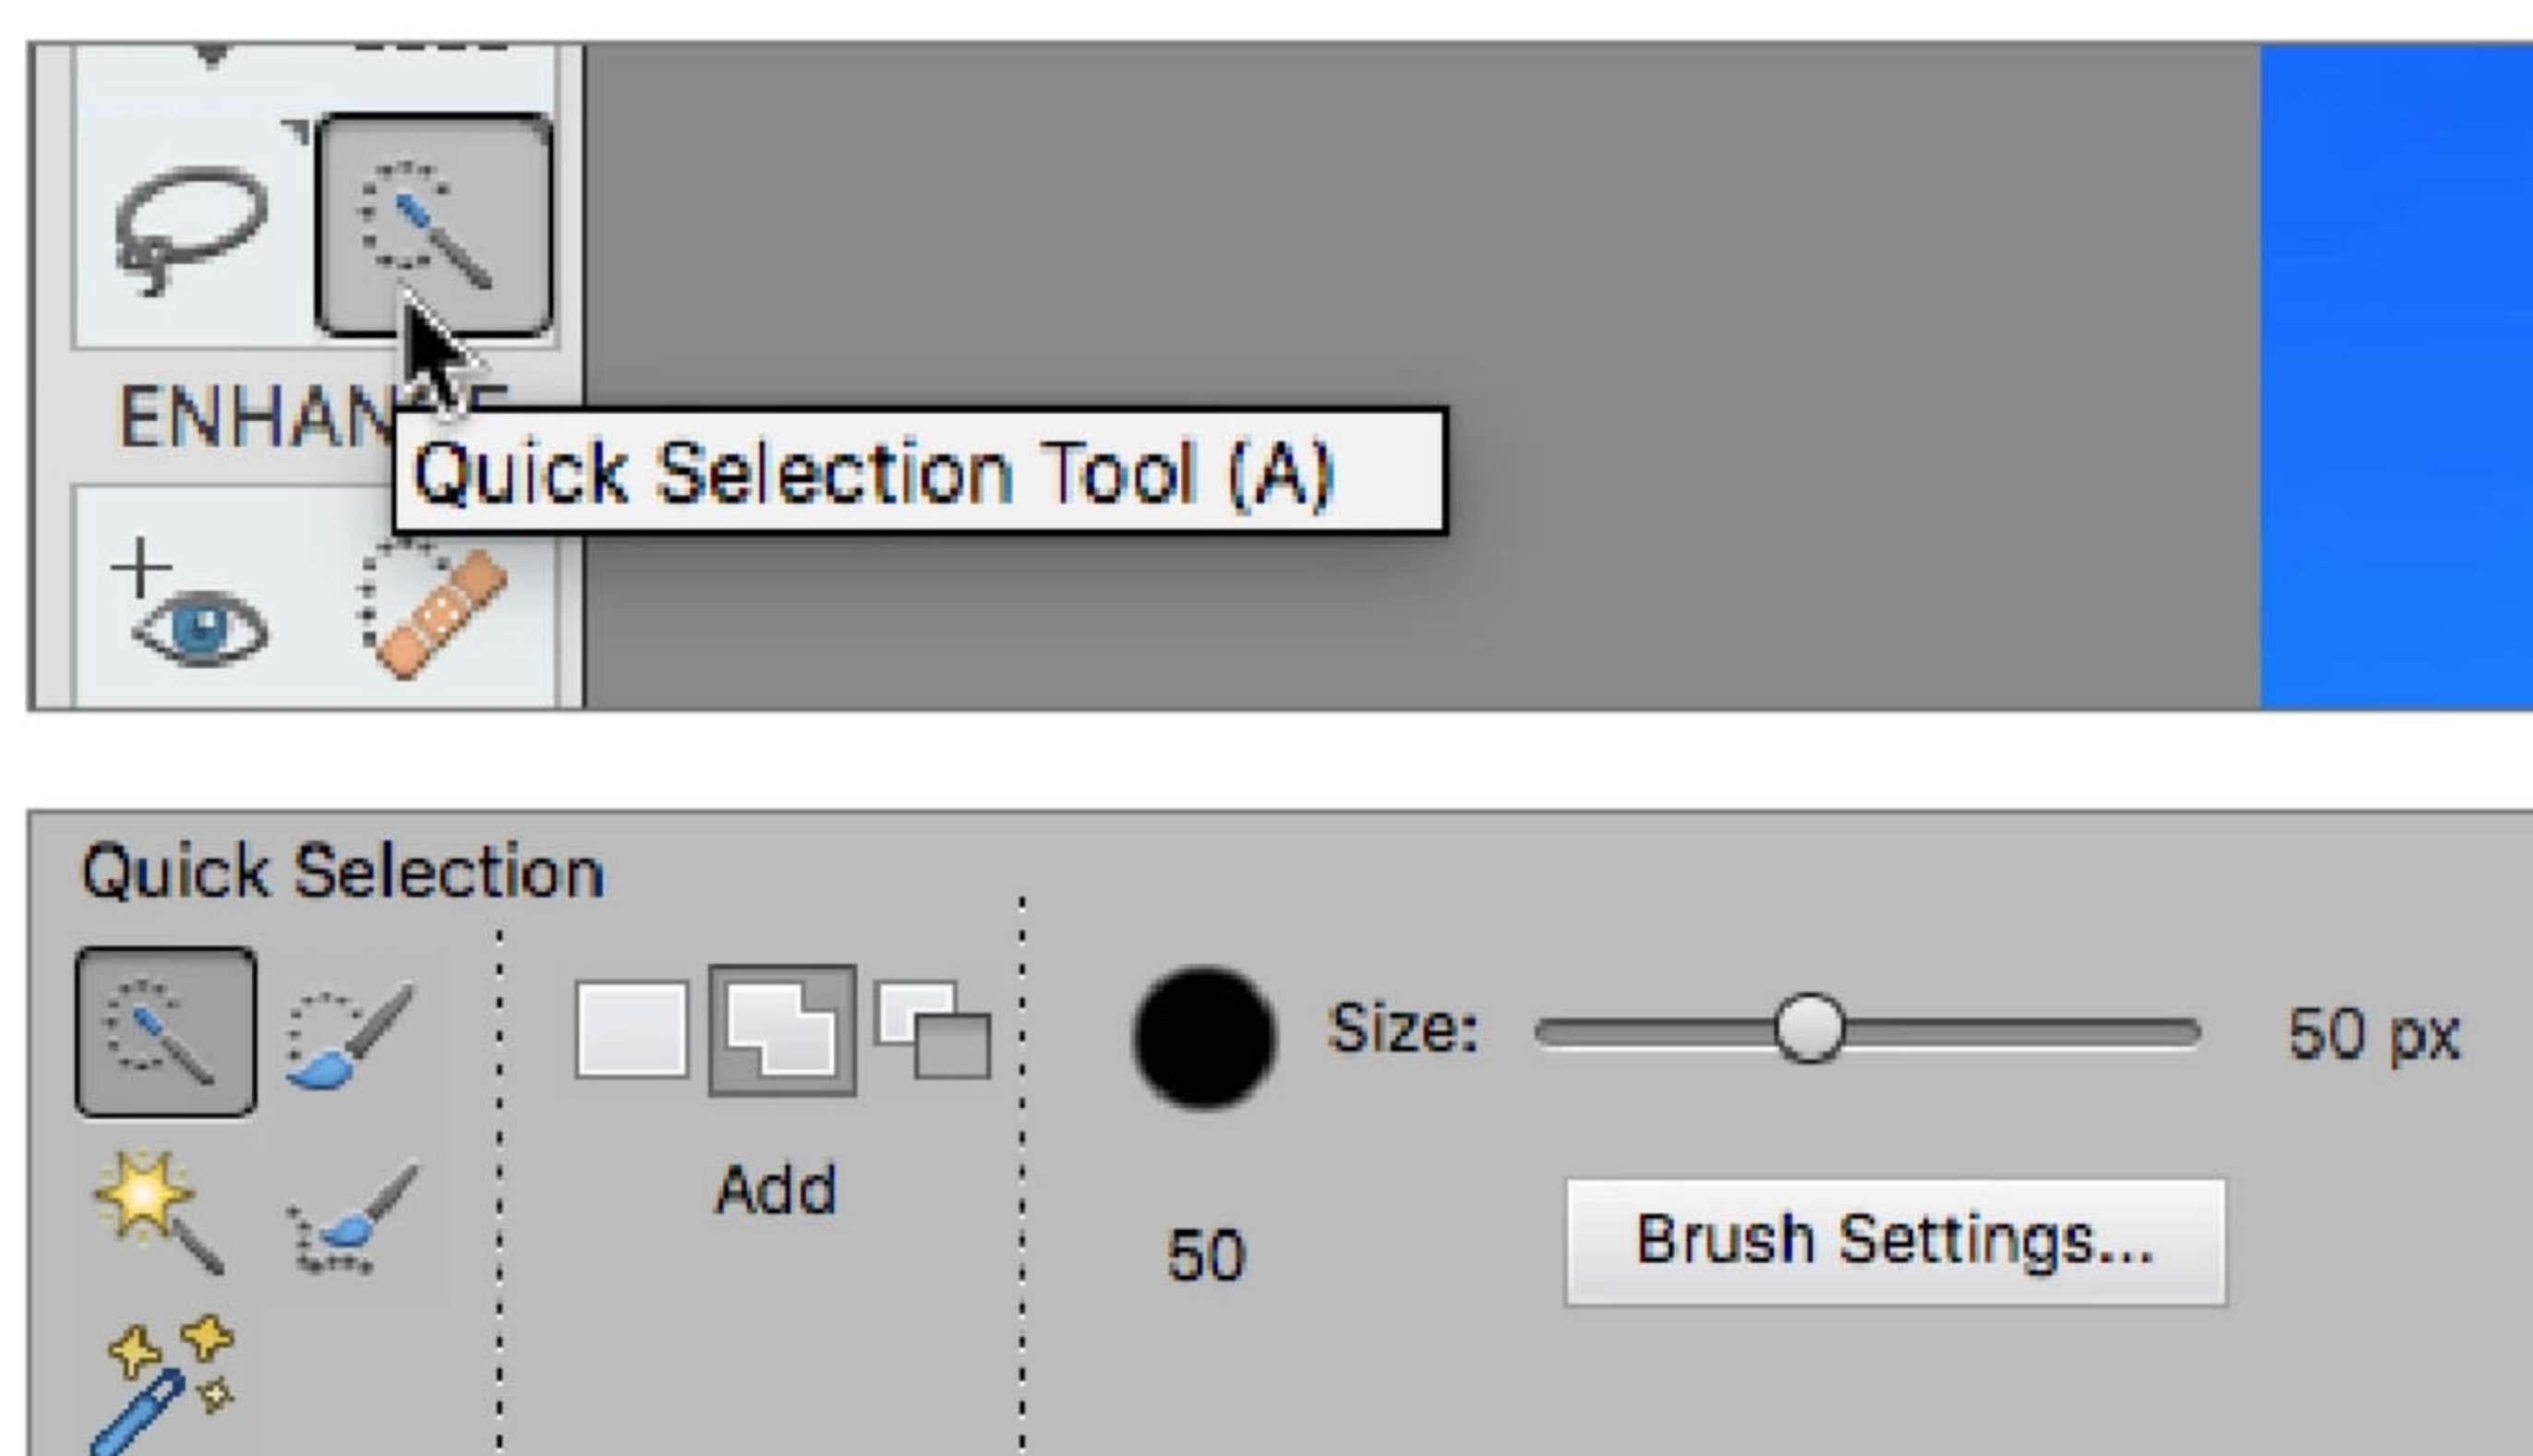 ENHAN
Quick Selection Tool (A)
Quick Selection
Size:
50 px
Add
50
Brush Settings...